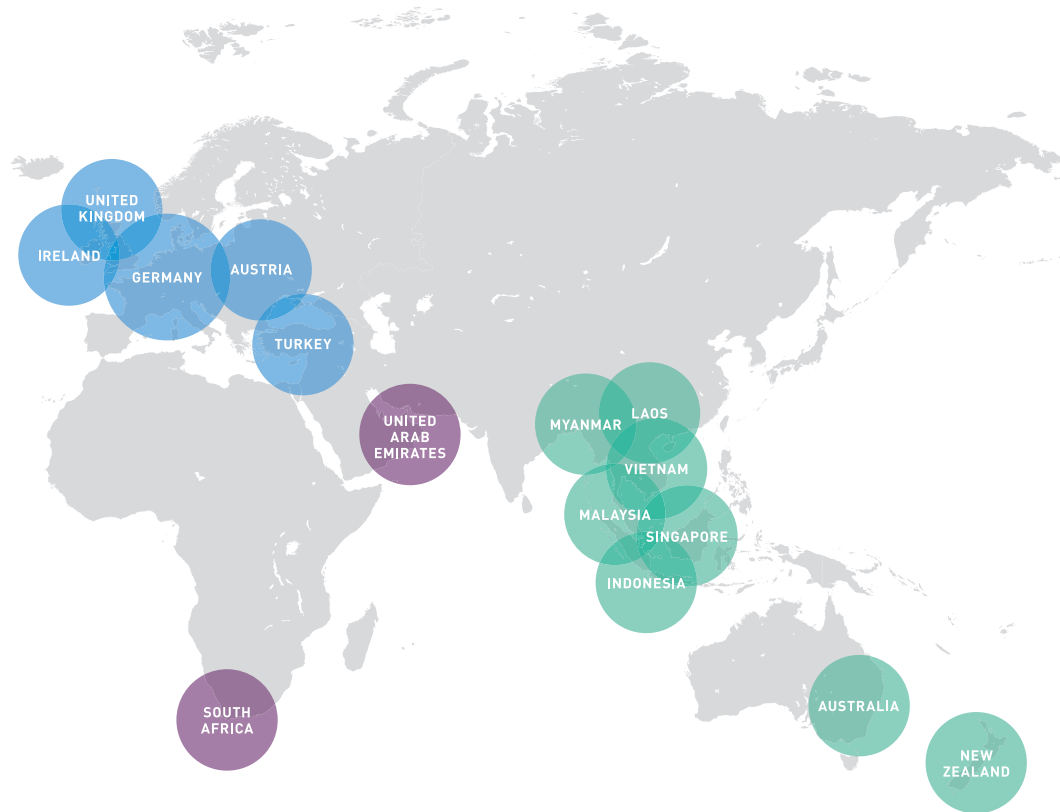 UNITED
KINGDOM
IRELAND
GERMANY
AUSTRIA
TURKEY
UNITED
ARAB
EMIRATES
LAOS
MYANMAR
VIETNAM
MALAYSIA
SINGAPORE
INDONESIA
SOUTH
AFRICA
AUSTRALIA
NEW
ZEALAND